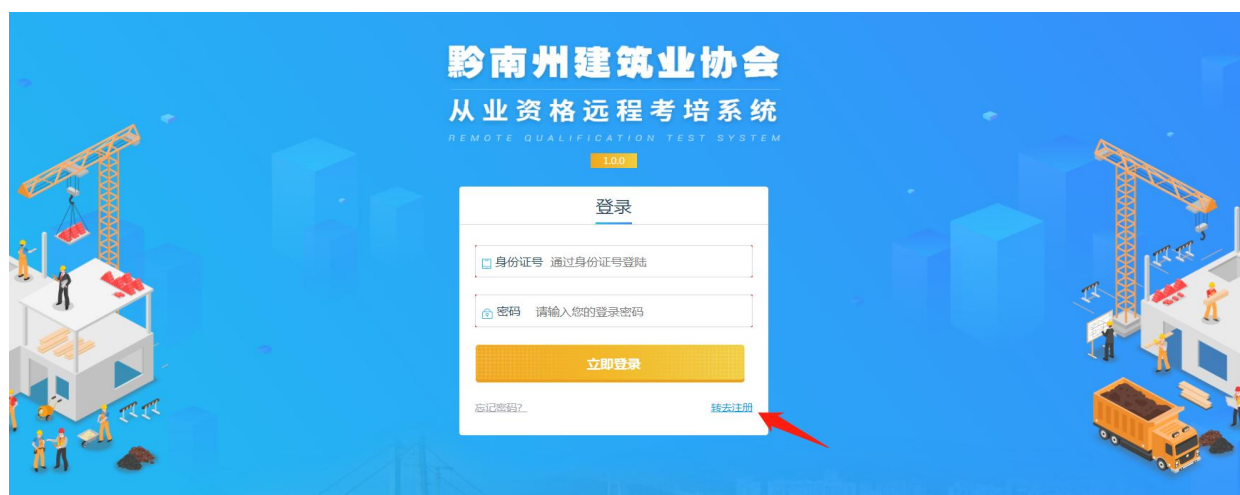 黔南州建筑业协会
从业资格远程考培系统
REMOTE QUALIFICATION TEST SYSTEM
1.0.0
登录
身份证号 通过身份证号登陆
密码 请输入您的登录密码
立即登录
忘记密码? 转去注册